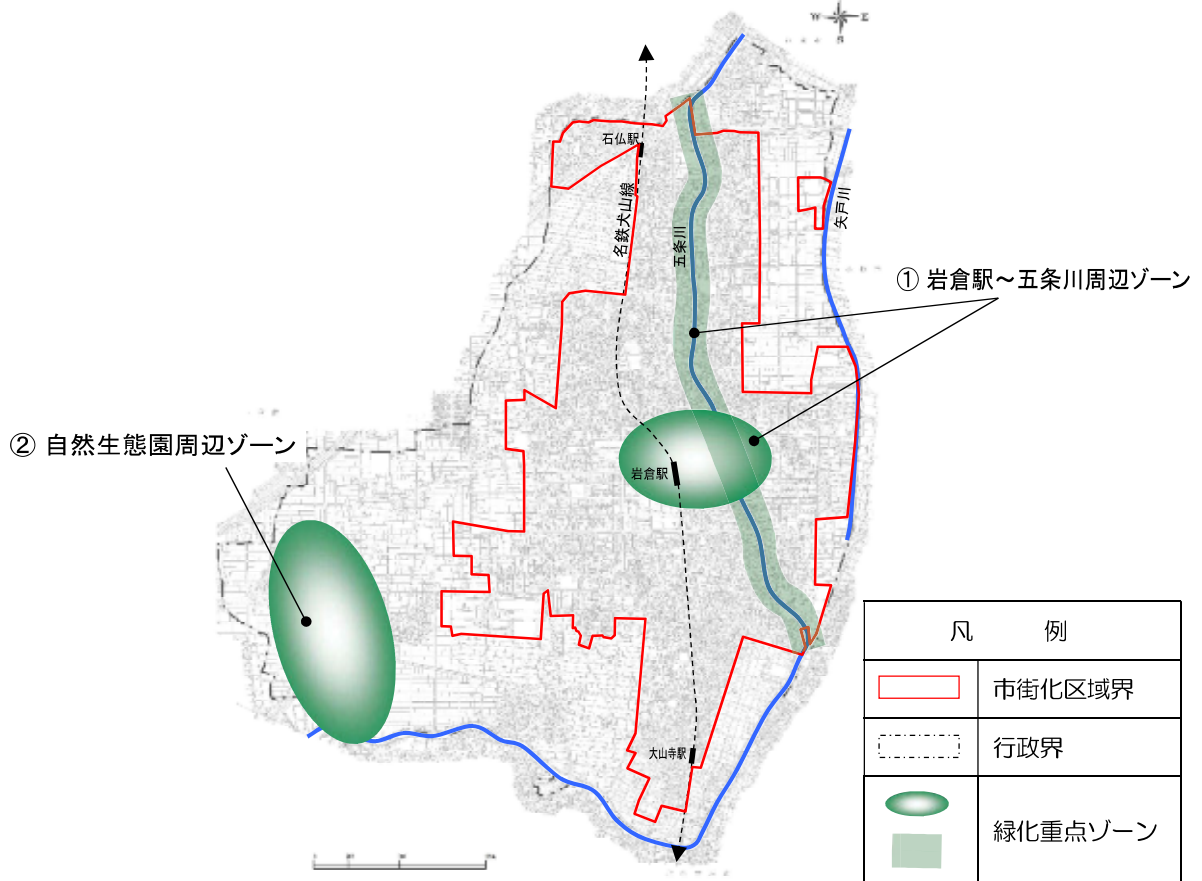 W E
S
石仏駅
名鉄犬山線
五条川
矢戸川
① 岩倉駅～五条川周辺ゾーン
② 自然生態園周辺ゾーン
岩倉駅
大山寺駅
凡 例
市街化区域界
行政界
緑化重点ゾーン